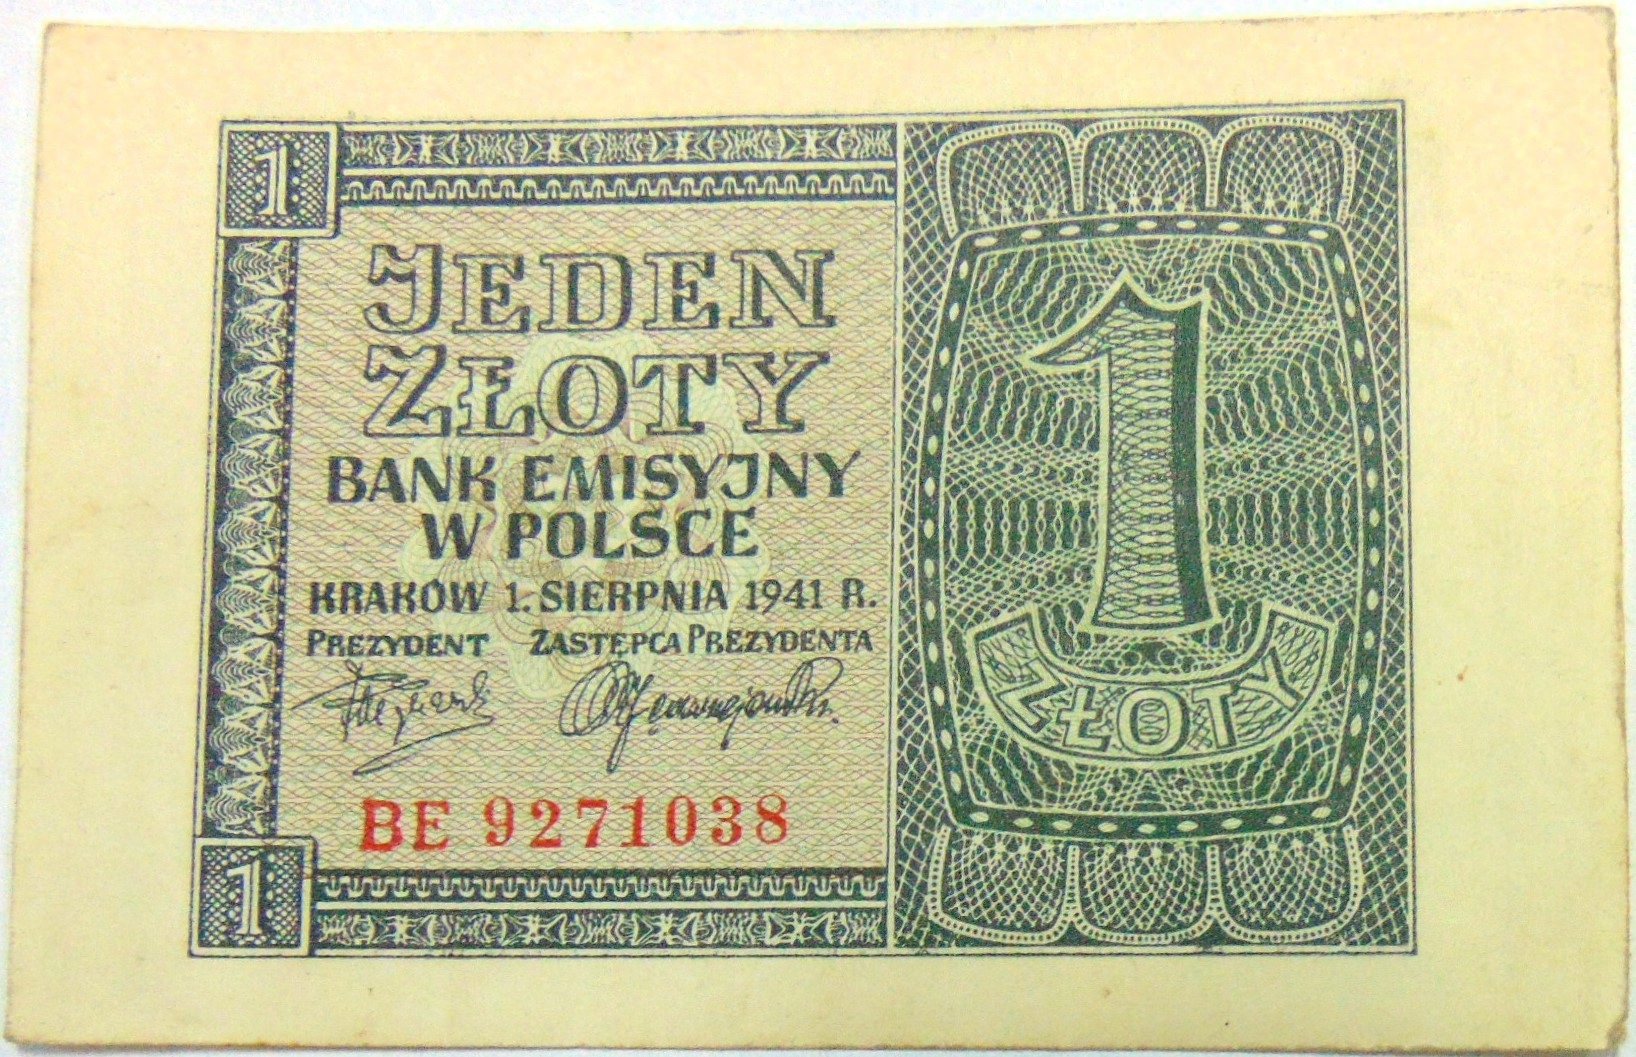 1
JEDEN
ZŁOTY
BANK EMISYJNY
W POLSCE
KRAKÓW 1. SIERPNIA 1941 R.
PREZYDENT ZASTĘPCA PREZYDENTA
BE 9271038
1
1
ZŁOTY